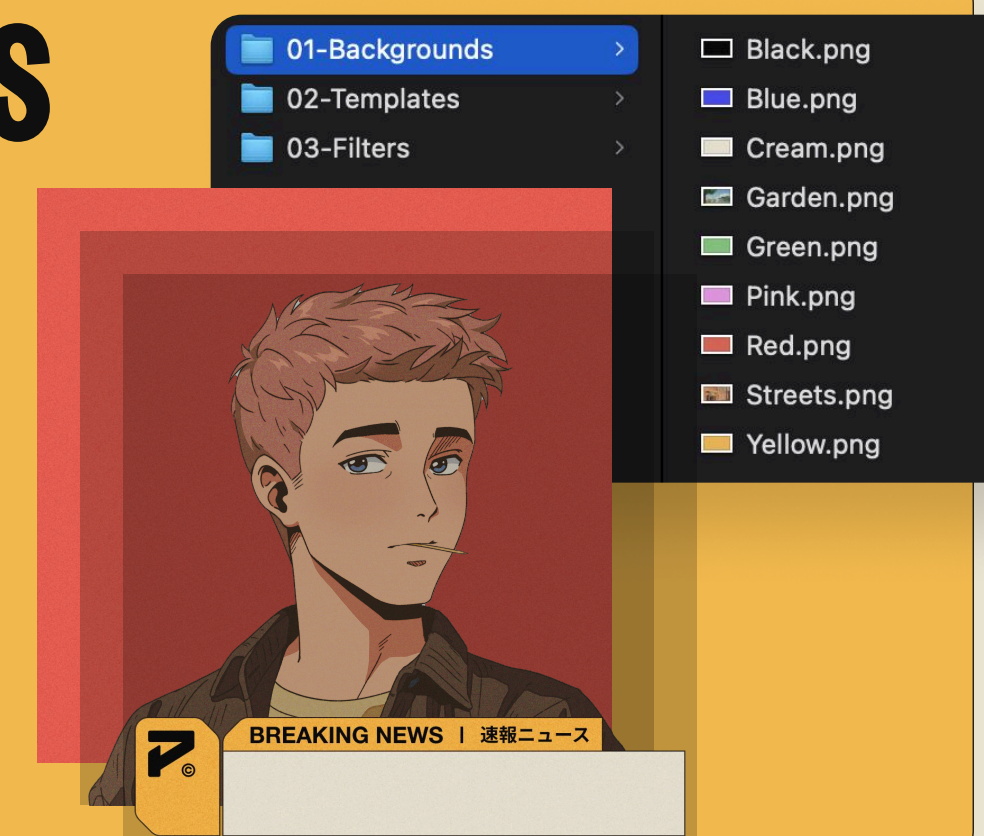 S
01-Backgrounds
02-Templates
03-Filters
Black.png
Blue.png
Cream.png
Garden.png
Green.png
Pink.png
Red.png
Streets.png
Yellow.png
BREAKING NEWS | 速報ニュース
©